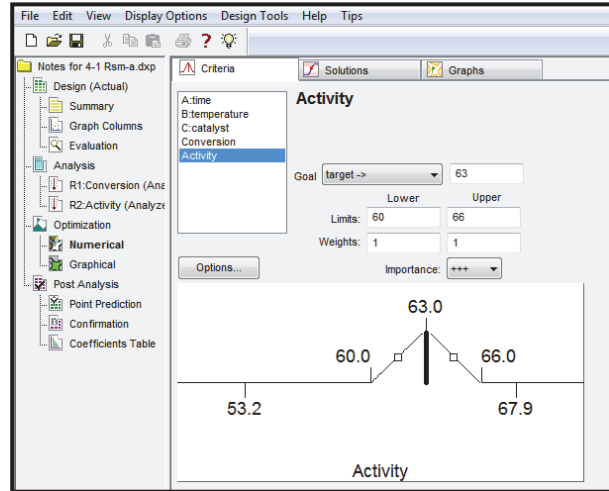 File Edit View Display Options Design Tools Help Tips
Notes for 4-1 Rsm-a.dxp
Design (Actual)
Summary
Graph Columns
Evaluation
Analysis
R1:Conversion (Ana
R2:Activity (Analyze
Optimization
Numerical
Graphical
Post Analysis
Point Prediction
Confirmation
Coefficients Table
Criteria Solutions Graphs
A:time
B:temperature
C:catalyst
Conversion
Activity
Options...
Activity
Goal target -> 63
Lower Upper
Limits: 60 66
Weights: 1 1
Importance: +++
63.0
60.0 66.0
53.2 67.9
Activity